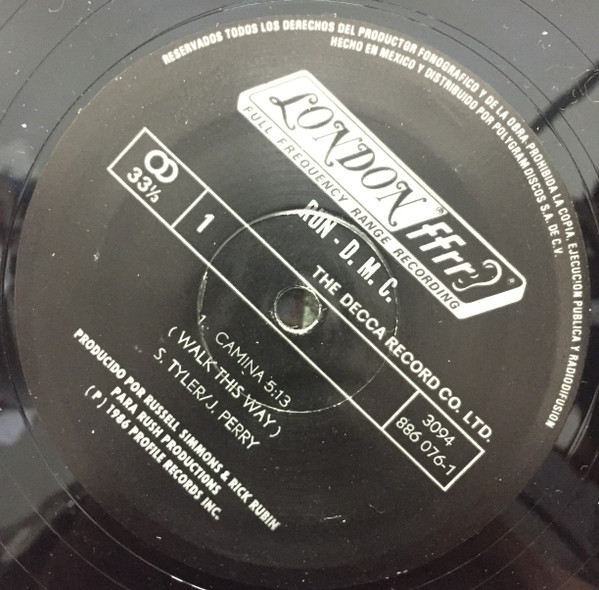 RESERVADOS TODOS LOS DERECHOS DEL PRODUCTOR FONOGRAFICO Y DE LA OBRA. PROHIBIDA LA COPIA, EJECUCION PUBLICA Y RADIODIFUSION
HECHO EN MEXICO Y DISTRIBUIDO POR POLYGRAM DISCOS S.A. DE C.V.
LONDON® ffrr®
FULL FREQUENCY RANGE RECORDING
33⅓
1
RUN - D. M. C.
THE DECCA RECORD CO. LTD.
3094
886 076-1
1. CAMINA 5:13
( WALK THIS WAY )
S. TYLER/J. PERRY
PRODUCIDO POR RUSSELL SIMMONS & RICK RUBIN
PARA RUSH PRODUCTIONS
( P ) 1986 PROFILE RECORDS INC.